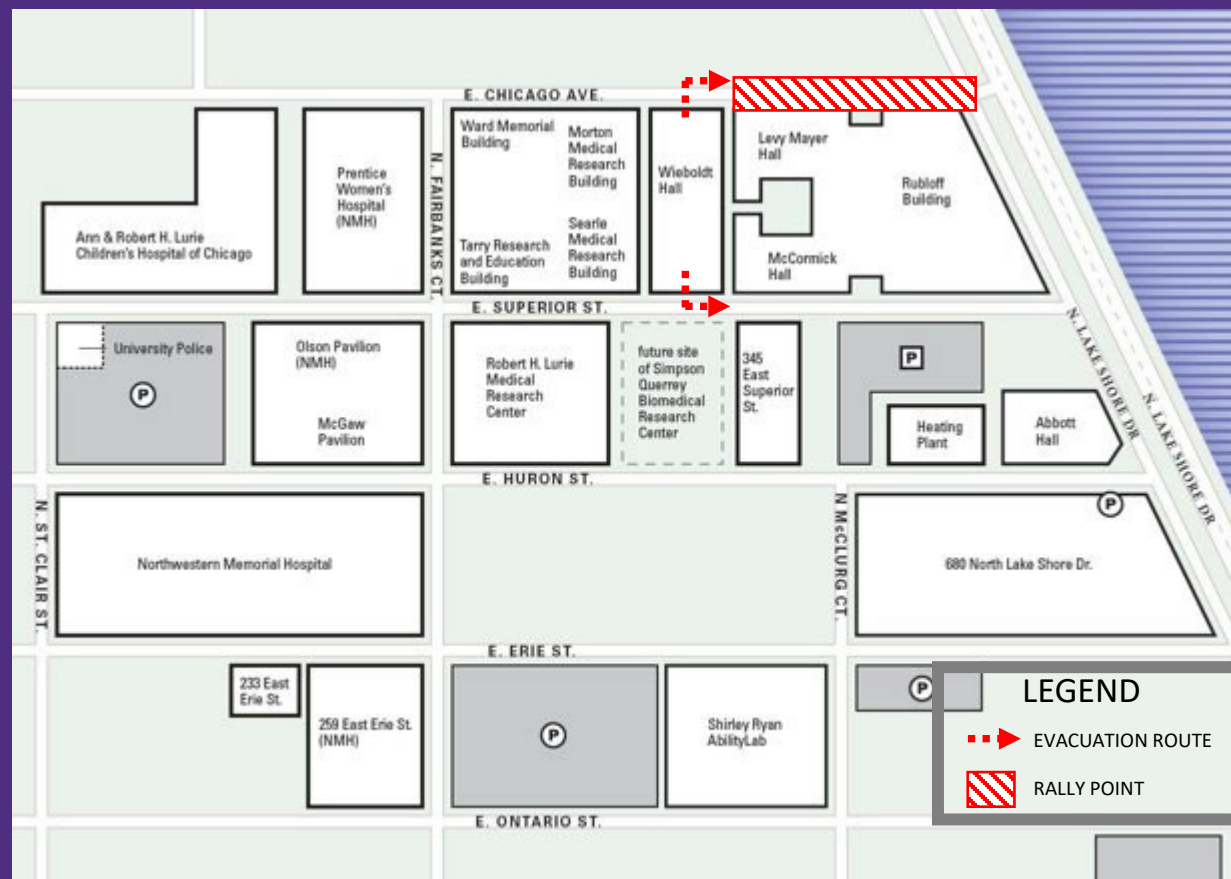 E. CHICAGO AVE.
Ward Memorial
Building
Morton
Medical
Research
Building
Wieboldt
Hall
Levy Mayer
Hall
Rubloff
Building
Prentice
Women's
Hospital
(NMH)
N. FAIRBANKS CT.
Ann & Robert H. Lurie
Children's Hospital of Chicago
Tarry Research
and Education
Building
Searle
Medical
Research
Building
McCormick
Hall
E. SUPERIOR ST.
N. LAKE SHORE DR
N. LAKE SHORE DR
University Police
P
Olson Pavilion
(NMH)
McGaw
Pavilion
Robert H. Lurie
Medical
Research
Center
future site
of Simpson
Querrey
Biomedical
Research
Center
345
East
Superior
St.
P
Heating
Plant
Abbott
Hall
E. HURON ST.
N. ST. CLAIR ST.
Northwestern Memorial Hospital
N McCLURG CT.
P
680 North Lake Shore Dr.
E. ERIE ST.
233 East
Erie St.
259 East Erie St.
(NMH)
P
Shirley Ryan
AbilityLab
P
LEGEND
EVACUATION ROUTE
RALLY POINT
E. ONTARIO ST.